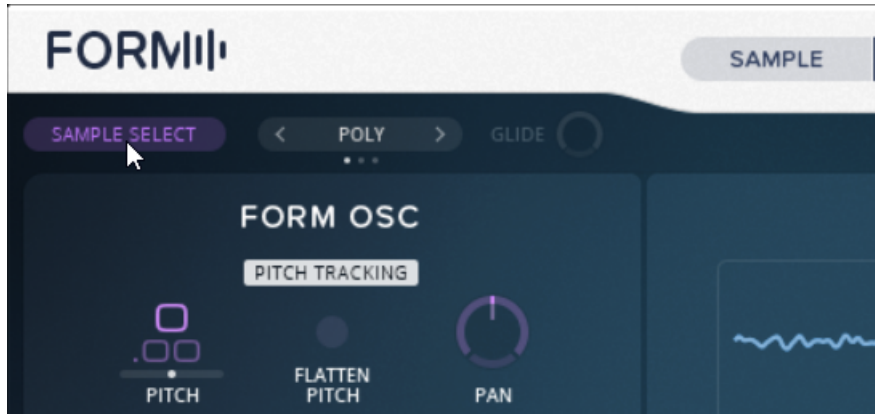 FORM
SAMPLE
SAMPLE SELECT
< POLY >
GLIDE
FORM OSC
PITCH TRACKING
PITCH
FLATTEN
PITCH
PAN